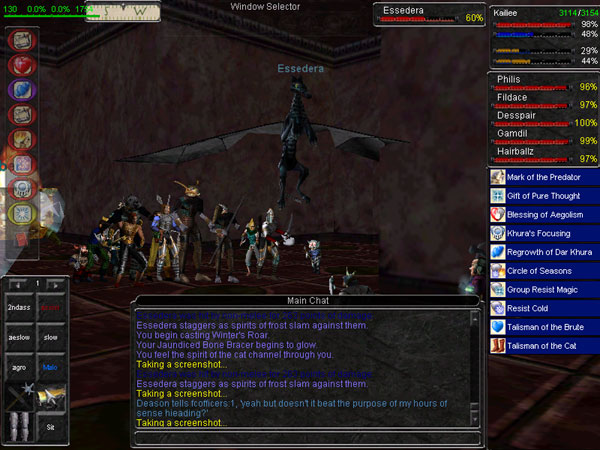 130 0.0% 0.0%
S W
Window Selector
Essedera
60%
Kailee 3114/3154
98%
48%
29%
44%
Essedera
Philis 96%
Fildace 97%
Desspair 100%
Gamdil 99%
Hairballz 97%
Mark of the Predator
Gift of Pure Thought
Blessing of Aegolism
Khura's Focusing
Regrowth of Dar Khura
Circle of Seasons
Group Resist Magic
Resist Cold
Talisman of the Brute
Talisman of the Cat
1
2ndass
aeslow slow
agro Malo
Sit
Main Chat
Essedera staggers as spirits of frost slam against them.
You begin casting Winter's Roar.
Your Jaundiced Bone Bracer begins to glow.
You feel the spirit of the cat channel through you.
Taking a screenshot...
Essedera staggers as spirits of frost slam against them.
Deason tells fcofficers:1, 'yeah but doesn't it beat the purpose of my hours of
sense hieading?'
Taking a screenshot...